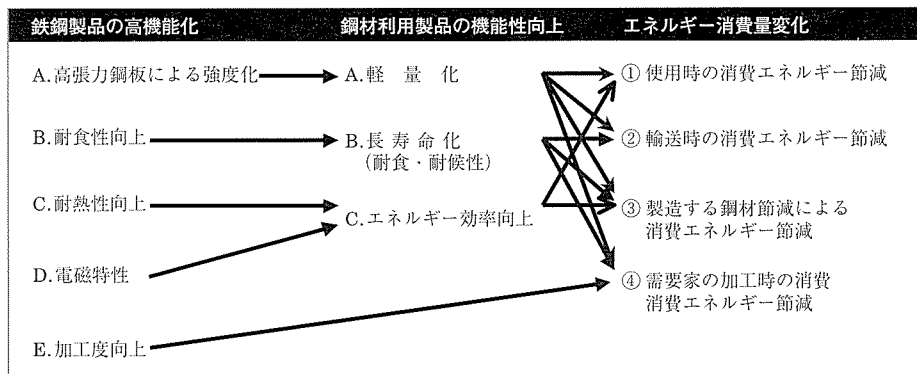 鉄鋼製品の高機能化
鋼材利用製品の機能性向上
エネルギー消費量変化
A.高張力鋼板による強度化
B.耐食性向上
C.耐熱性向上
D.電磁特性
E.加工度向上
A.軽量化
B.長寿命化
(耐食・耐候性)
C.エネルギー効率向上
① 使用時の消費エネルギー節減
② 輸送時の消費エネルギー節減
③ 製造する鋼材節減による
消費エネルギー節減
④ 需要家の加工時の消費
消費エネルギー節減